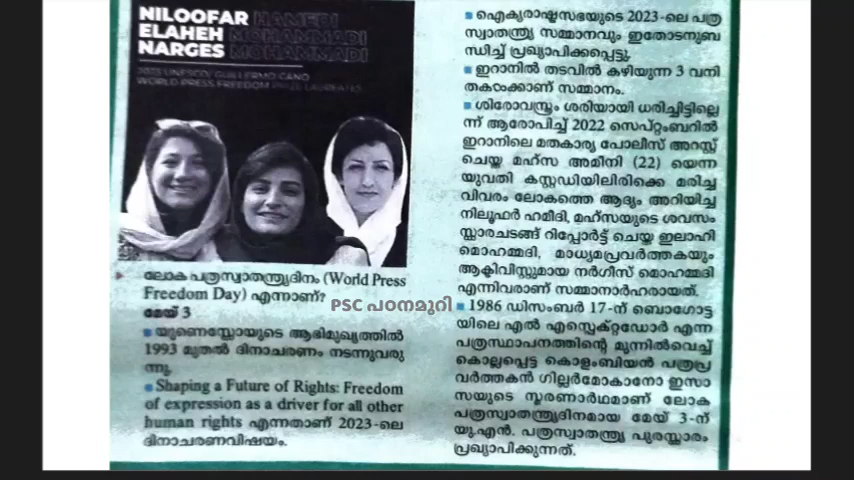 NILOOFAR HAMEDI
ELAHEH MOHAMMADI
NARGES MOHAMMADI
2023 UNESCO/GUILLERMO CANO
WORLD PRESS FREEDOM PRIZE LAUREATES
ലോക പത്രസ്വാതന്ത്ര്യദിനം (World Press
Freedom Day) എന്നാണ്?
മേയ് 3
യുണെസ്കോയുടെ ആഭിമുഖ്യത്തിൽ
1993 മുതൽ ദിനാചരണം നടന്നുവരു
ന്നു.
Shaping a Future of Rights: Freedom
of expression as a driver for all other
human rights എന്നതാണ് 2023-ലെ
ദിനാചരണവിഷയം.
PSC പഠനമുറി
ഐക്യരാഷ്ട്രസഭയുടെ 2023-ലെ പത്ര
സ്വാതന്ത്ര്യ സമ്മാനവും ഇതോടനുബ
ന്ധിച്ച് പ്രഖ്യാപിക്കപ്പെട്ടു.
ഇറാനിൽ തടവിൽ കഴിയുന്ന 3 വനി
തകൾക്കാണ് സമ്മാനം.
ശിരോവസ്ത്രം ശരിയായി ധരിച്ചിട്ടില്ലെ
ന്ന് ആരോപിച്ച് 2022 സെപ്റ്റംബറിൽ
ഇറാനിലെ മതകാര്യ പോലീസ് അറസ്റ്റ്
ചെയ്ത മഹ്സ അമീനി (22) യെന്ന
യുവതി കസ്റ്റഡിയിലിരിക്കെ മരിച്ച
വിവരം ലോകത്തെ ആദ്യം അറിയിച്ച
നിലൂഫർ ഹമീദി, മഹ്സയുടെ ശവസം
സ്കാരചടങ്ങ് റിപ്പോർട്ട് ചെയ്ത ഇലാഹി
മൊഹമ്മദി, മാധ്യമപ്രവർത്തകയും
ആക്ടിവിസ്റ്റുമായ നർഗീസ് മൊഹമ്മദി
എന്നിവരാണ് സമ്മാനാർഹരായത്.
1986 ഡിസംബർ 17-ന് ബൊഗോട്ട
യിലെ എൽ എസ്പെക്ടഡോർ എന്ന
പത്രസ്ഥാപനത്തിന്റെ മുന്നിൽവെച്ച്
കൊല്ലപ്പെട്ട കൊളംബിയൻ പത്രപ്ര
വർത്തകൻ ഗില്ലർമോകാനോ ഇസാ
സയുടെ സ്മരണാർഥമാണ് ലോക
പത്രസ്വാതന്ത്ര്യദിനമായ മേയ് 3-ന്
യു.എൻ. പത്രസ്വാതന്ത്ര്യ പുരസ്കാരം
പ്രഖ്യാപിക്കുന്നത്.